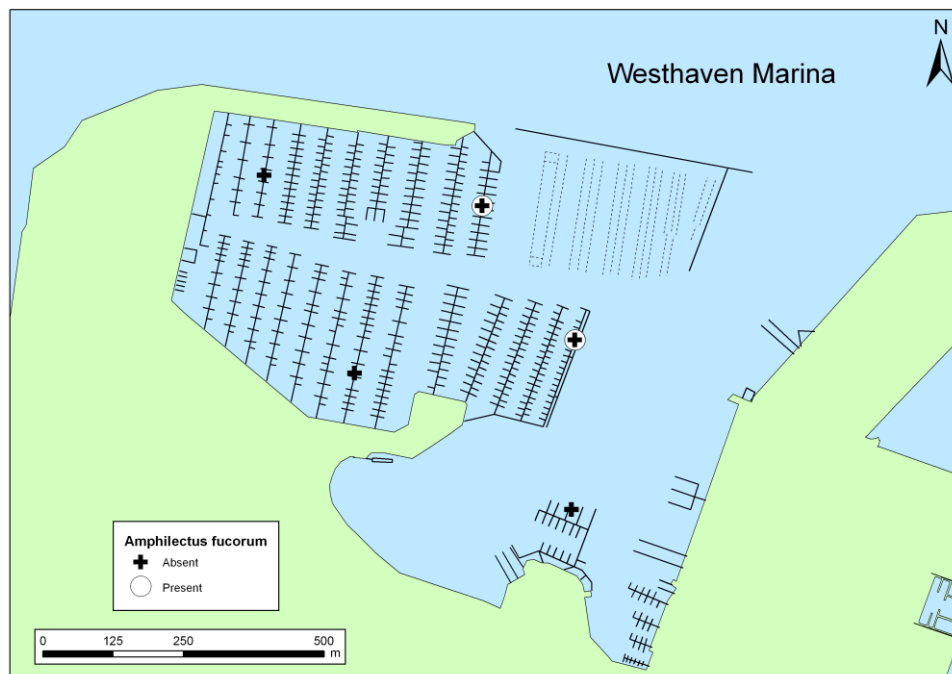 N
Westhaven Marina
Amphilectus fucorum
Absent
Present
0 125 250 500
m